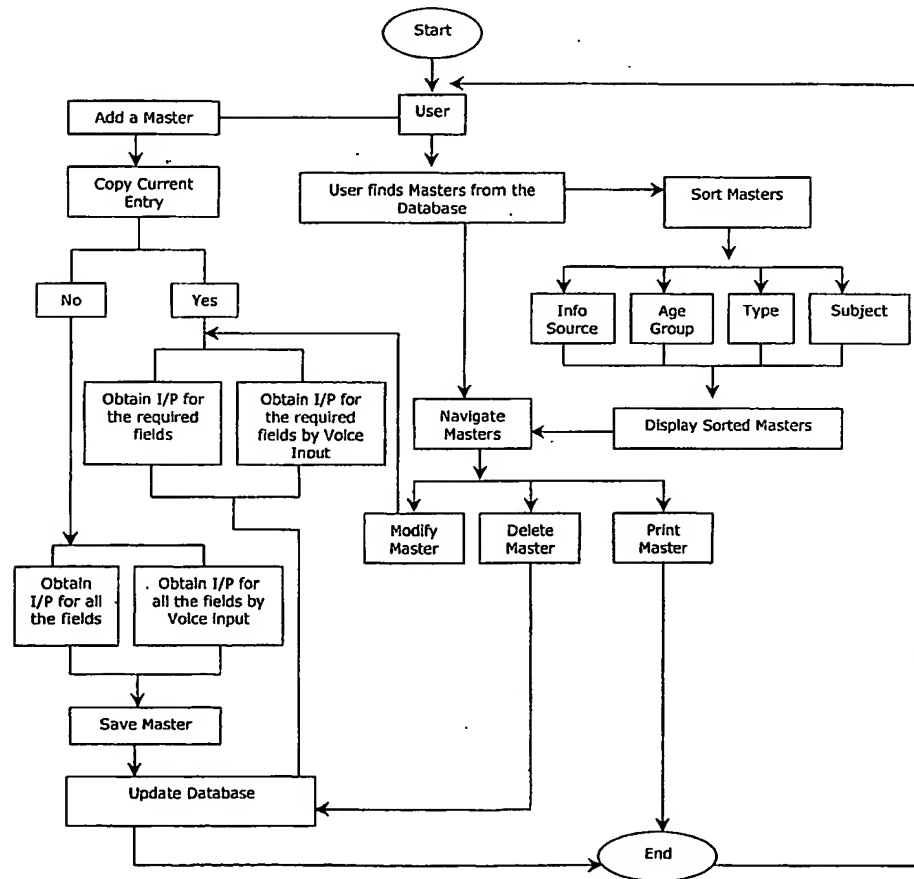 Start
User
Add a Master
Copy Current
Entry
User finds Masters from the
Database
Sort Masters
No
Yes
Info
Source
Age
Group
Type
Subject
Obtain I/P for
the required
fields
Obtain I/P for
the required
fields by Voice
Input
Navigate
Masters
Display Sorted Masters
Modify
Master
Delete
Master
Print
Master
Obtain
I/P for all
the fields
Obtain I/P for
all the fields by
Voice Input
Save Master
Update Database
End